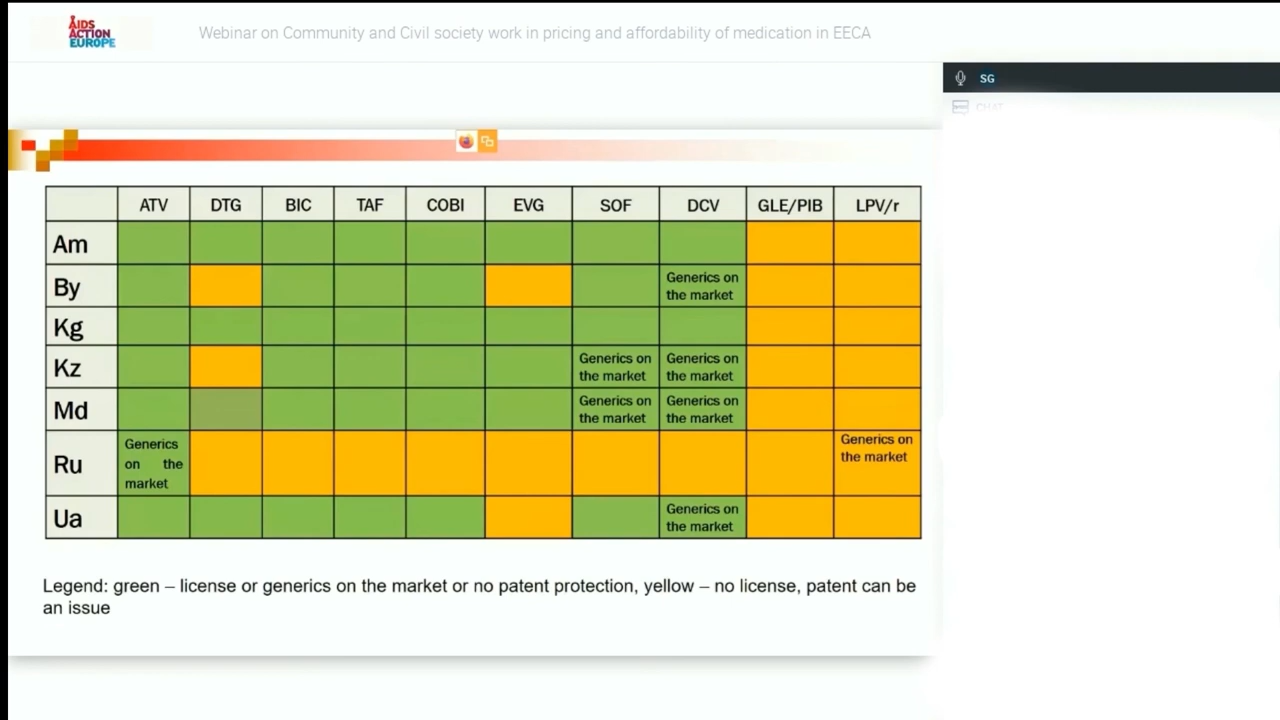 AIDS
ACTION
EUROPE
Webinar on Community and Civil society work in pricing and affordability of medication in EECA
SG
CHAT
ATV DTG BIC TAF COBI EVG SOF DCV GLE/PIB LPV/r
Am
By Generics on
the market
Kg
Kz Generics on Generics on
the market the market
Md Generics on Generics on
the market the market
Ru Generics Generics on
on the the market
market
Ua Generics on
the market
Legend: green – license or generics on the market or no patent protection, yellow – no license, patent can be
an issue